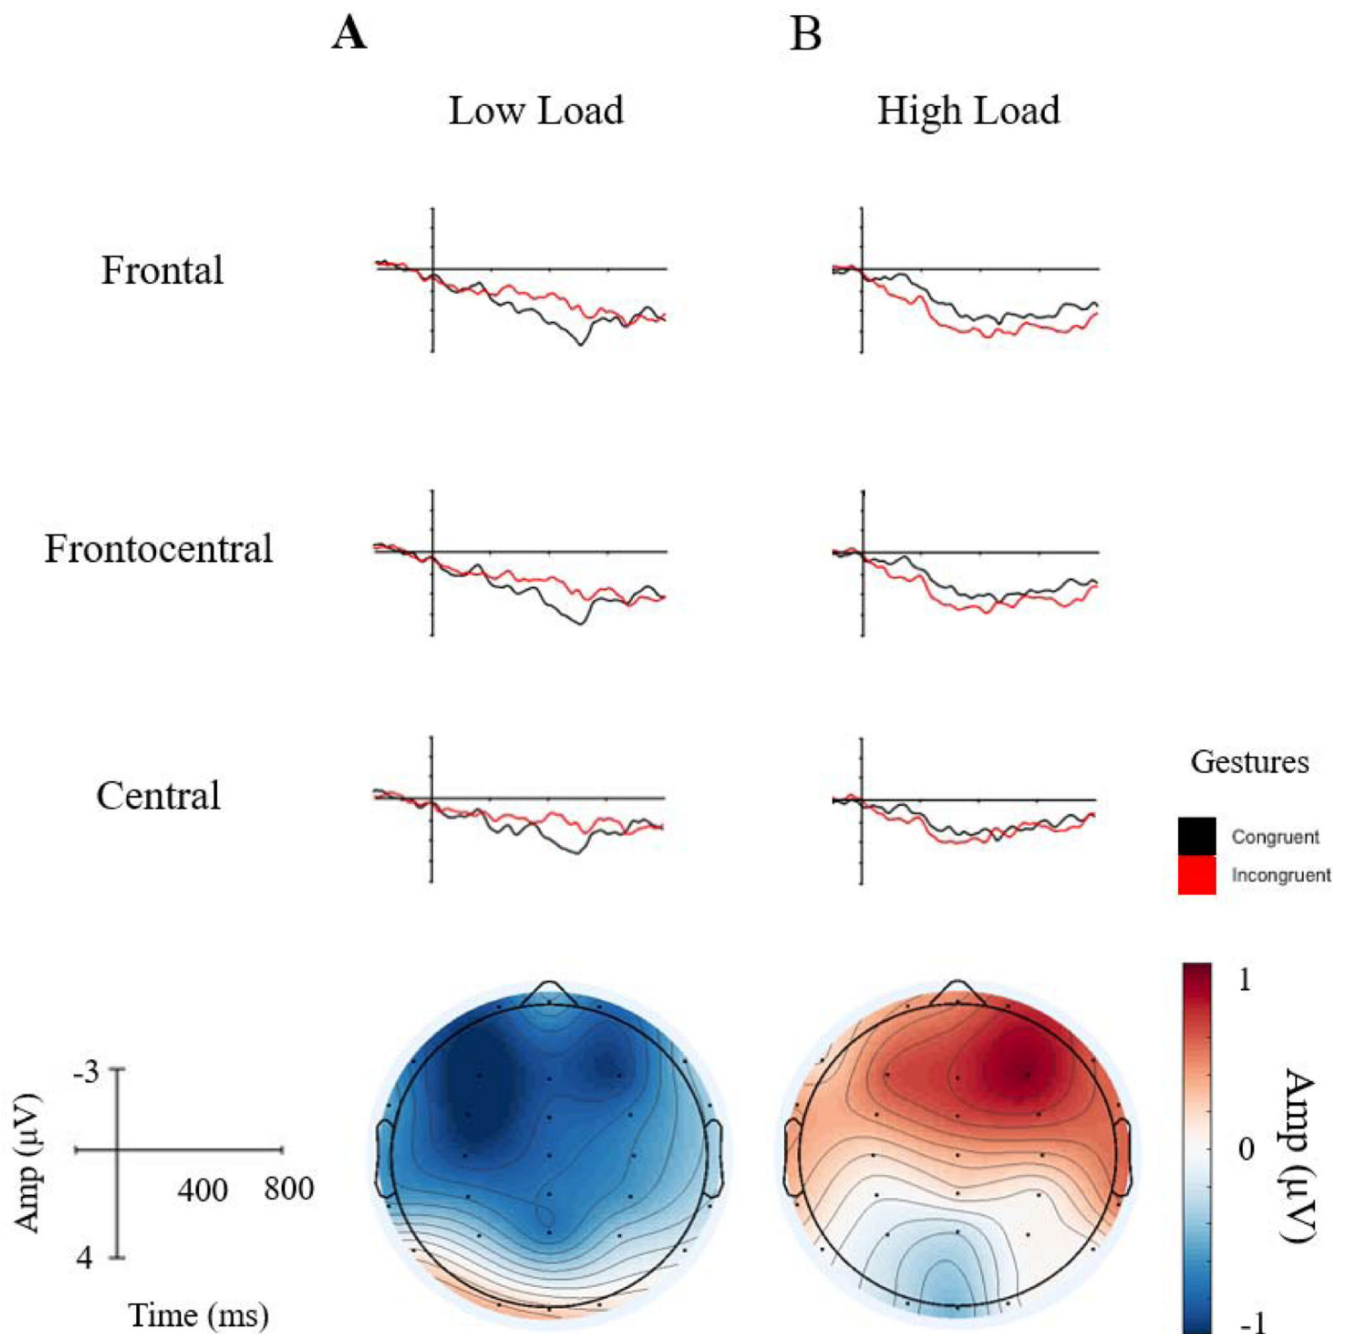 A
B
Low Load
High Load
Frontal
Frontocentral
Central
Gestures
Congruent
Incongruent
1
0
-1
Amp (μV)
-3
4
400
800
Amp (μV)
Time (ms)